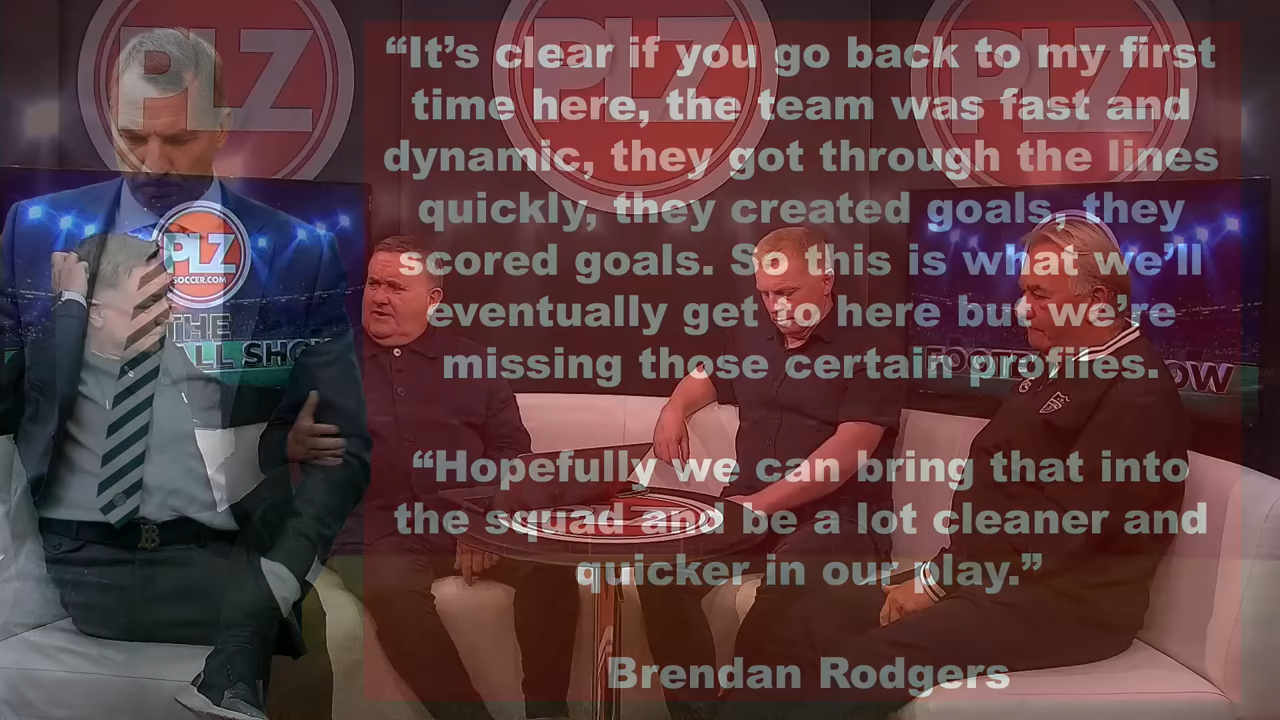 PLZ
PLZ
PLZ
“It’s clear if you go back to my first
time here, the team was fast and
dynamic, they got through the lines
quickly, they created goals, they
scored goals. So this is what we’ll
eventually get to here but we’re
missing those certain profiles.
“Hopefully we can bring that into
the squad and be a lot cleaner and
quicker in our play.”
Brendan Rodgers
PLZ
SOCCER.COM
THE
ALL SHOW
FOOT
OW
PLZ